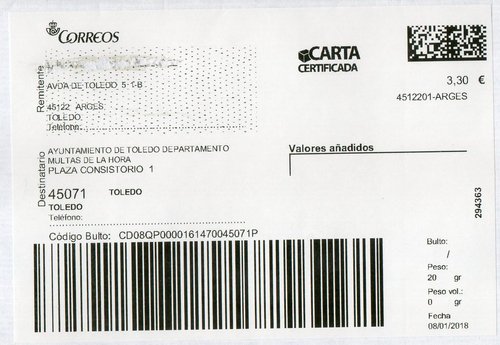 CORREOS
CARTA
CERTIFICADA
3,30 €
4512201-ARGES
Remitente
AVDA DE TOLEDO 5 1-B
45122 ARGES
TOLEDO
Teléfono:
Destinatario
AYUNTAMIENTO DE TOLEDO DEPARTAMENTO
MULTAS DE LA HORA
PLAZA CONSISTORIO 1
45071 TOLEDO
TOLEDO
Teléfono:
Valores añadidos
294363
Código Bulto: CD08QP0000161470045071P
Bulto:
/
Peso:
20 gr
Peso vol.:
0 gr
Fecha
08/01/2018